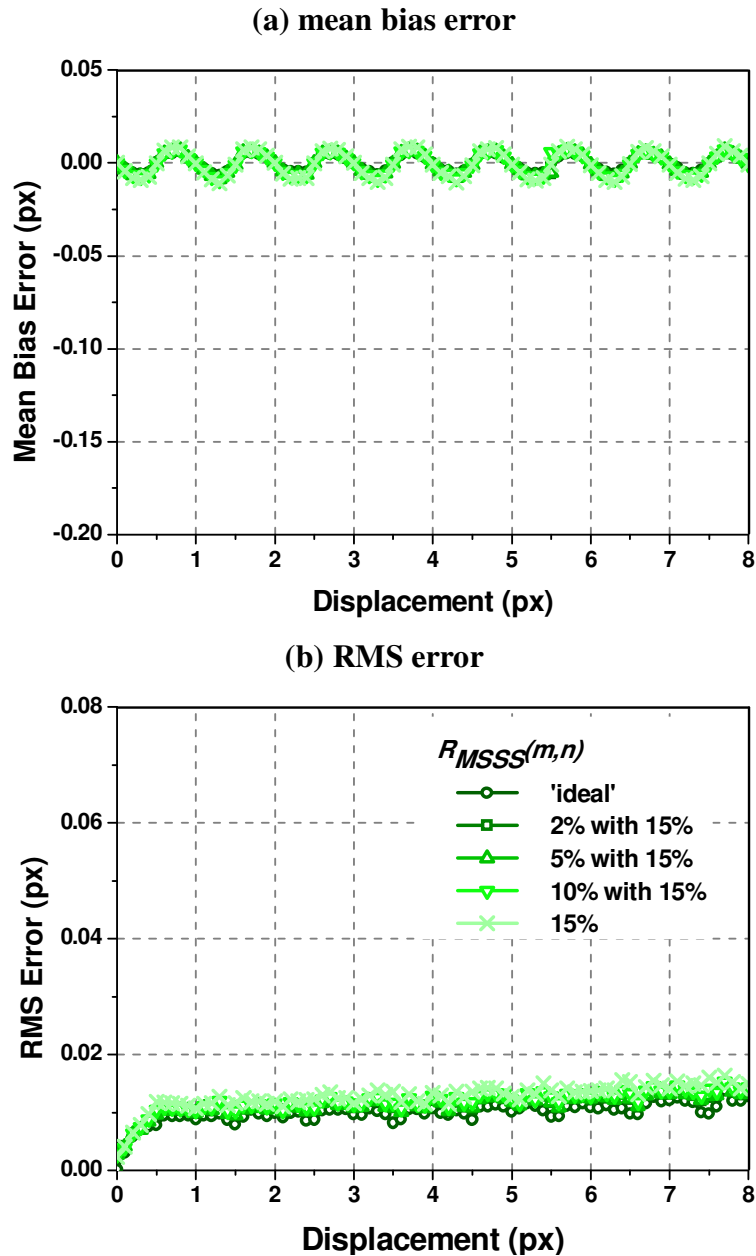 (a) mean bias error
0.05
0.00
-0.05
-0.10
-0.15
-0.20
Mean Bias Error (px)
0 1 2 3 4 5 6 7 8
Displacement (px)
(b) RMS error
0.08
0.06
0.04
0.02
0.00
RMS Error (px)
R_MSSS(m,n)
'ideal'
2% with 15%
5% with 15%
10% with 15%
15%
0 1 2 3 4 5 6 7 8
Displacement (px)